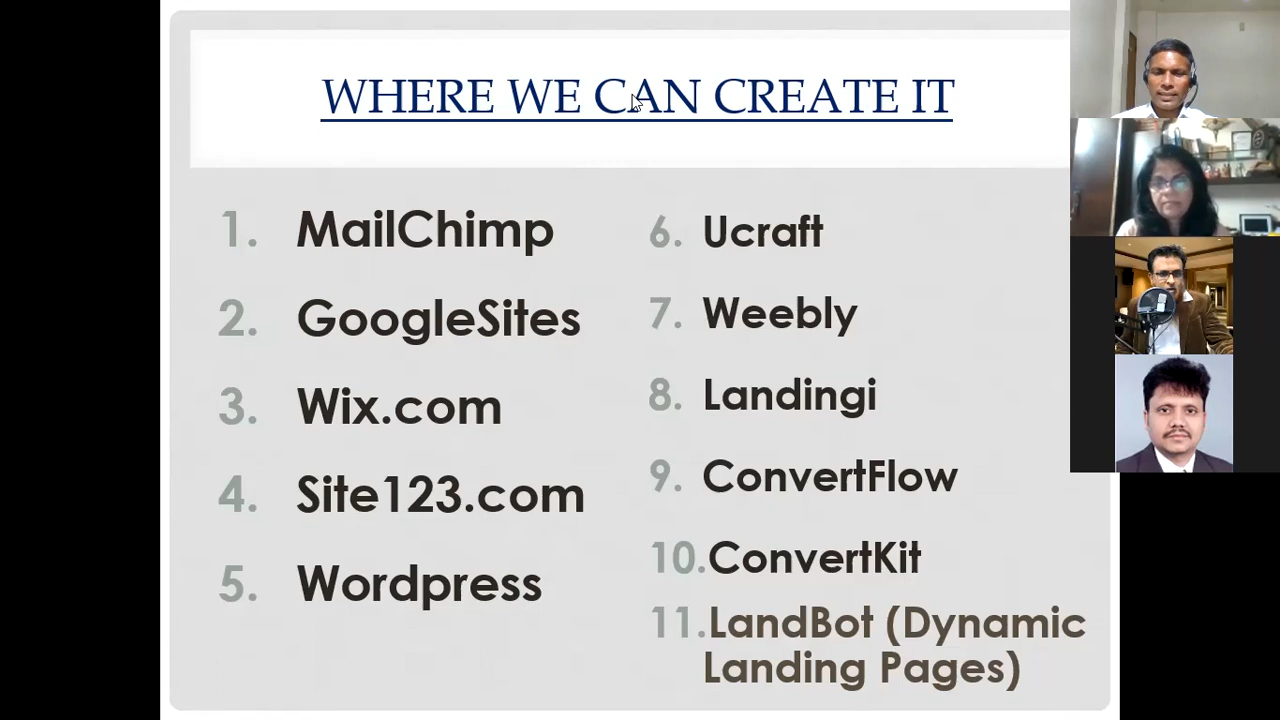 WHERE WE CAN CREATE IT
1. MailChimp
2. GoogleSites
3. Wix.com
4. Site123.com
5. Wordpress
6. Ucraft
7. Weebly
8. Landingi
9. ConvertFlow
10.ConvertKit
11.LandBot (Dynamic
Landing Pages)